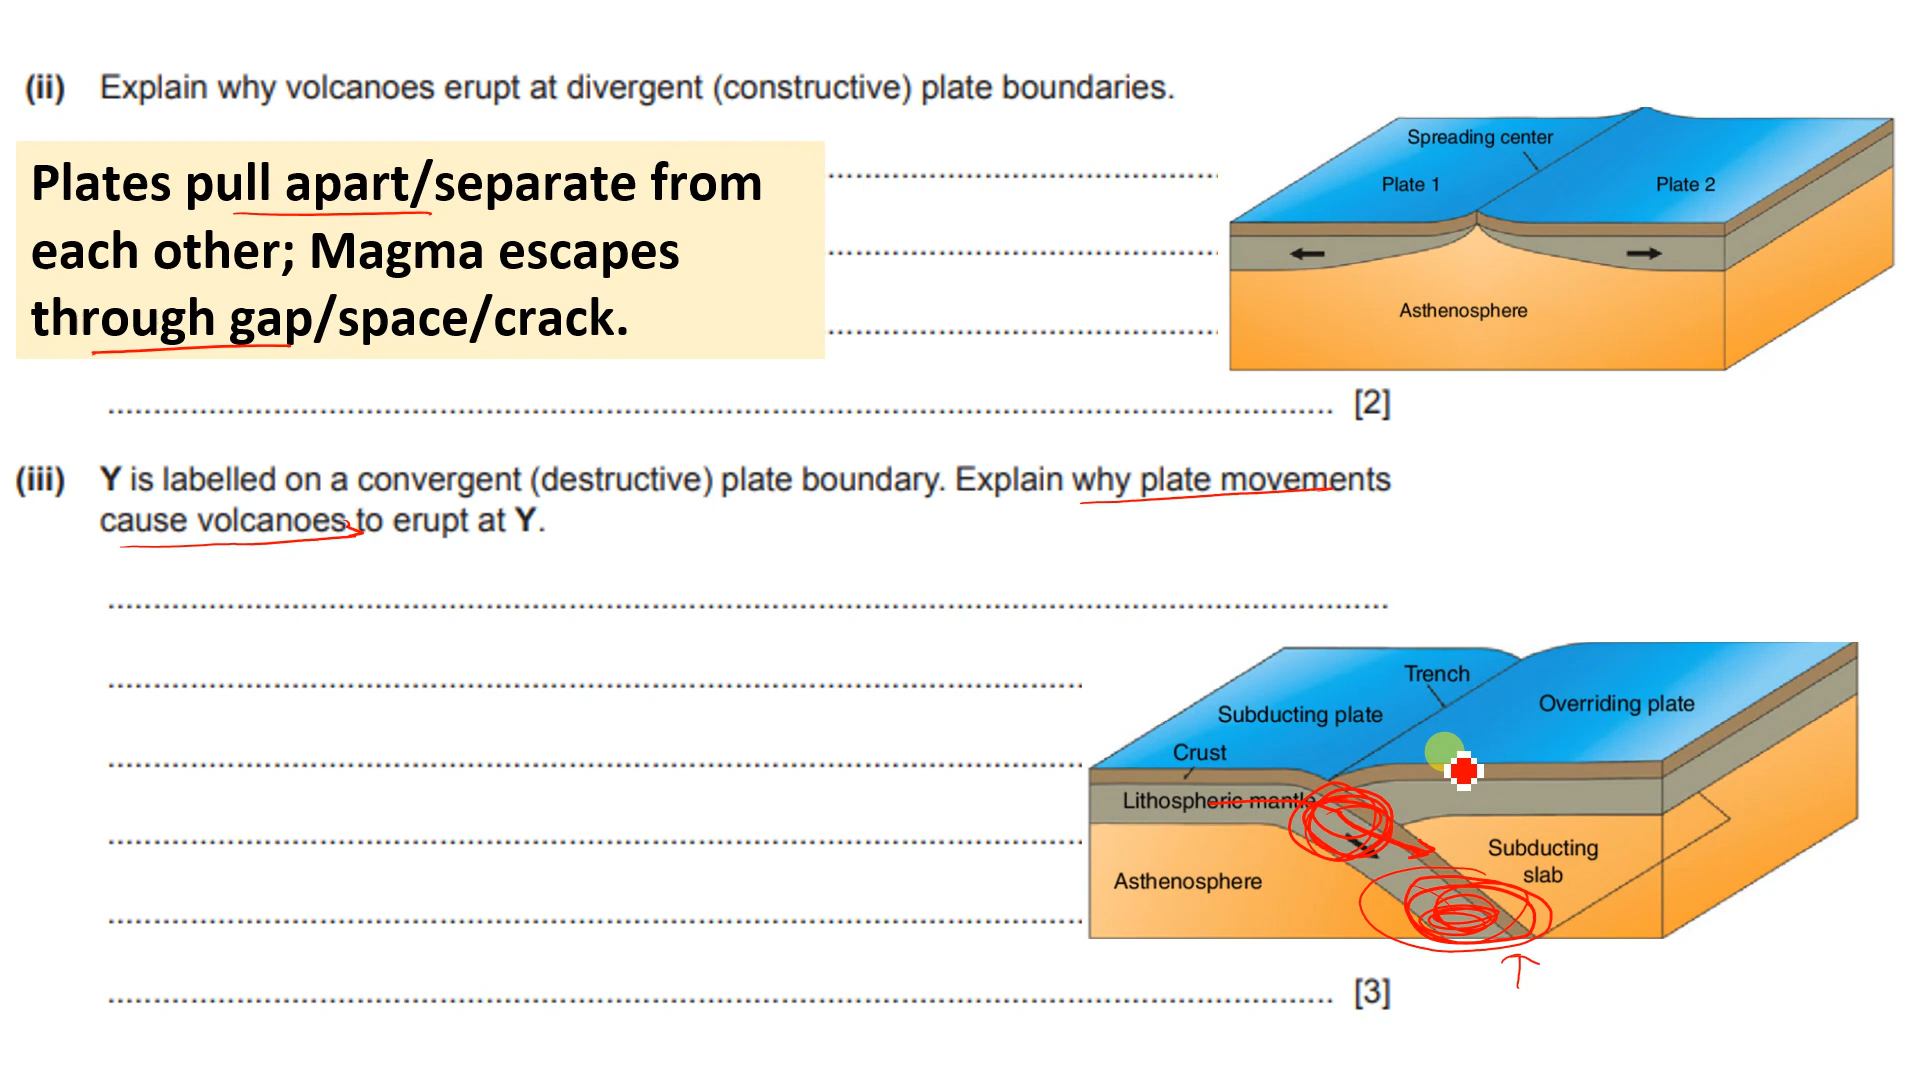 (ii) Explain why volcanoes erupt at divergent (constructive) plate boundaries.
Plates pull apart/separate from
each other; Magma escapes
through gap/space/crack.
Spreading center
Plate 1
Plate 2
Asthenosphere
[2]
(iii) Y is labelled on a convergent (destructive) plate boundary. Explain why plate movements
cause volcanoes to erupt at Y.
Trench
Overriding plate
Subducting plate
Crust
Lithospheric mantle
Subducting
slab
Asthenosphere
[3]